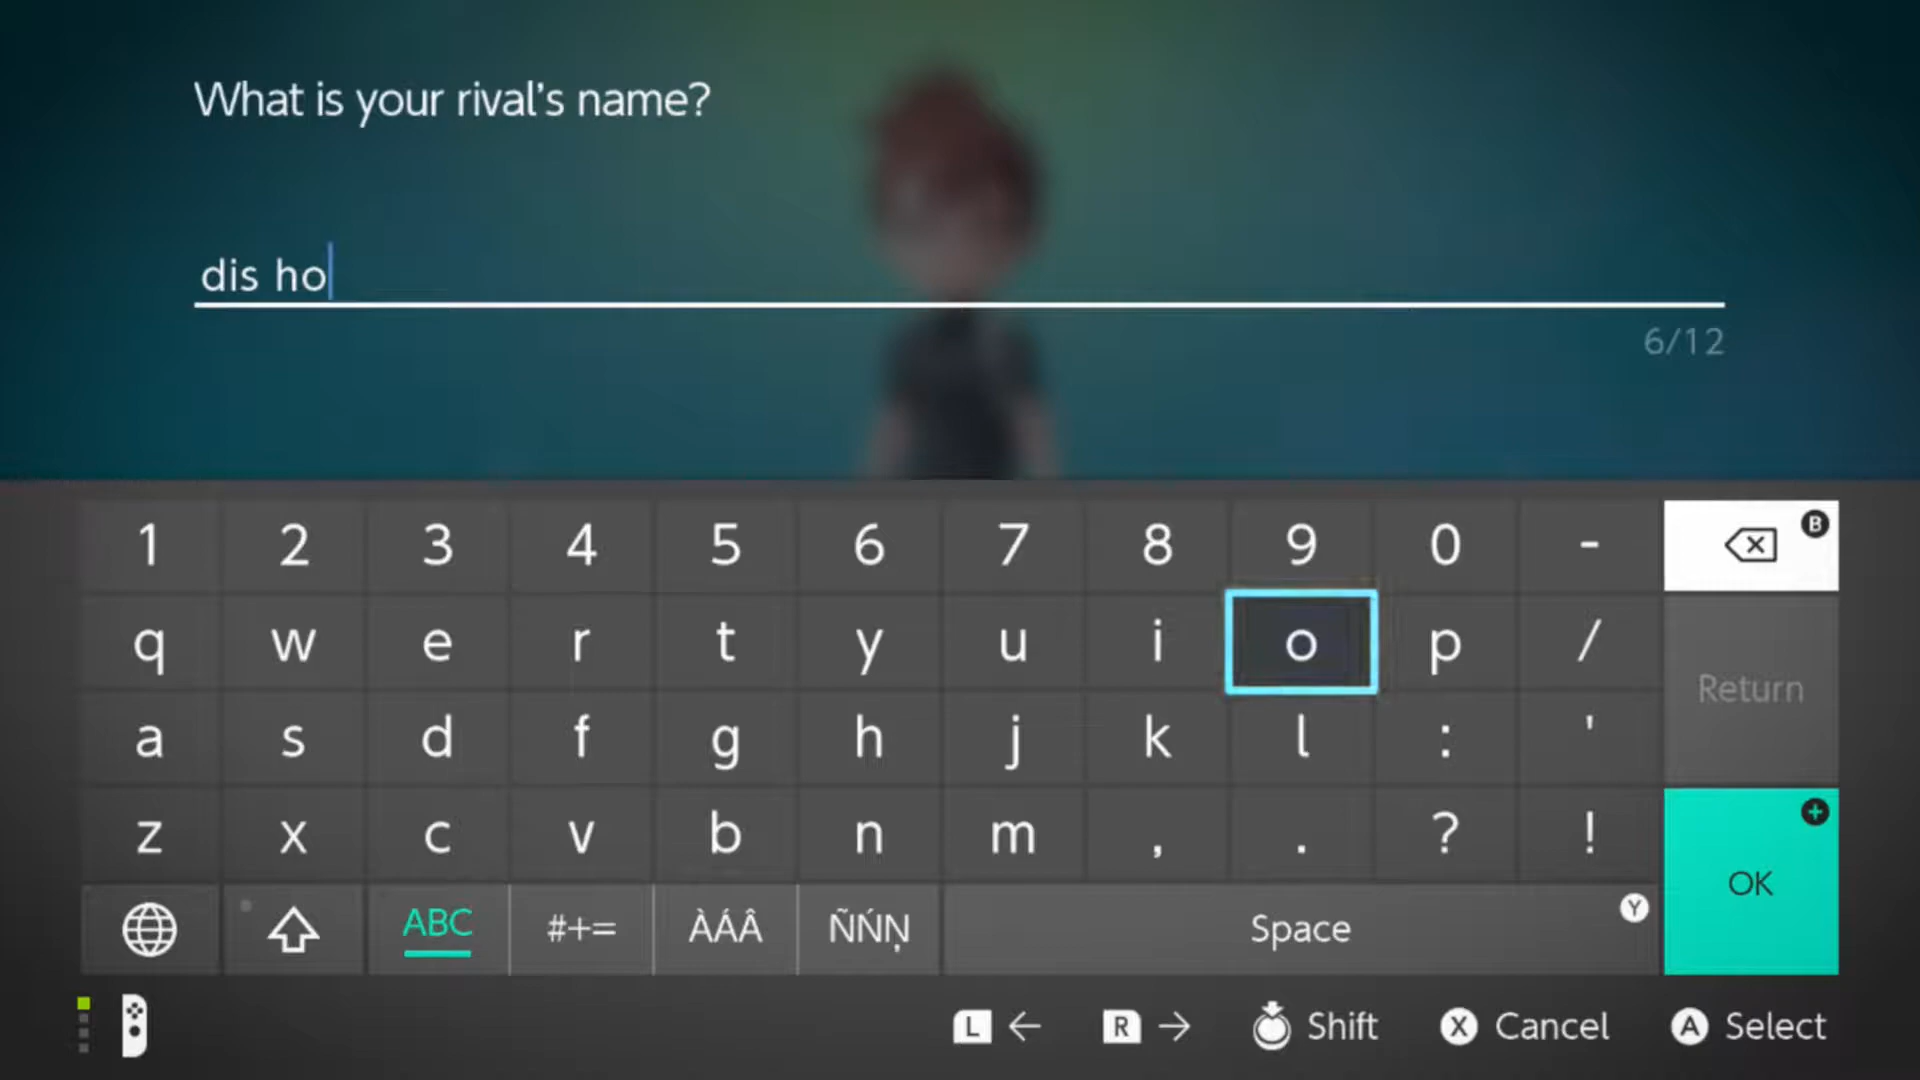 What is your rival's name?
dis ho
6/12
1 2 3 4 5 6 7 8 9 0 - B
q w e r t y u i o p /
Return
a s d f g h j k l : '
z x c v b n m , . ? ! +
OK
ABC #+= ÀÁÂ ÑŃṆ Space Y
L ← R → Shift X Cancel A Select